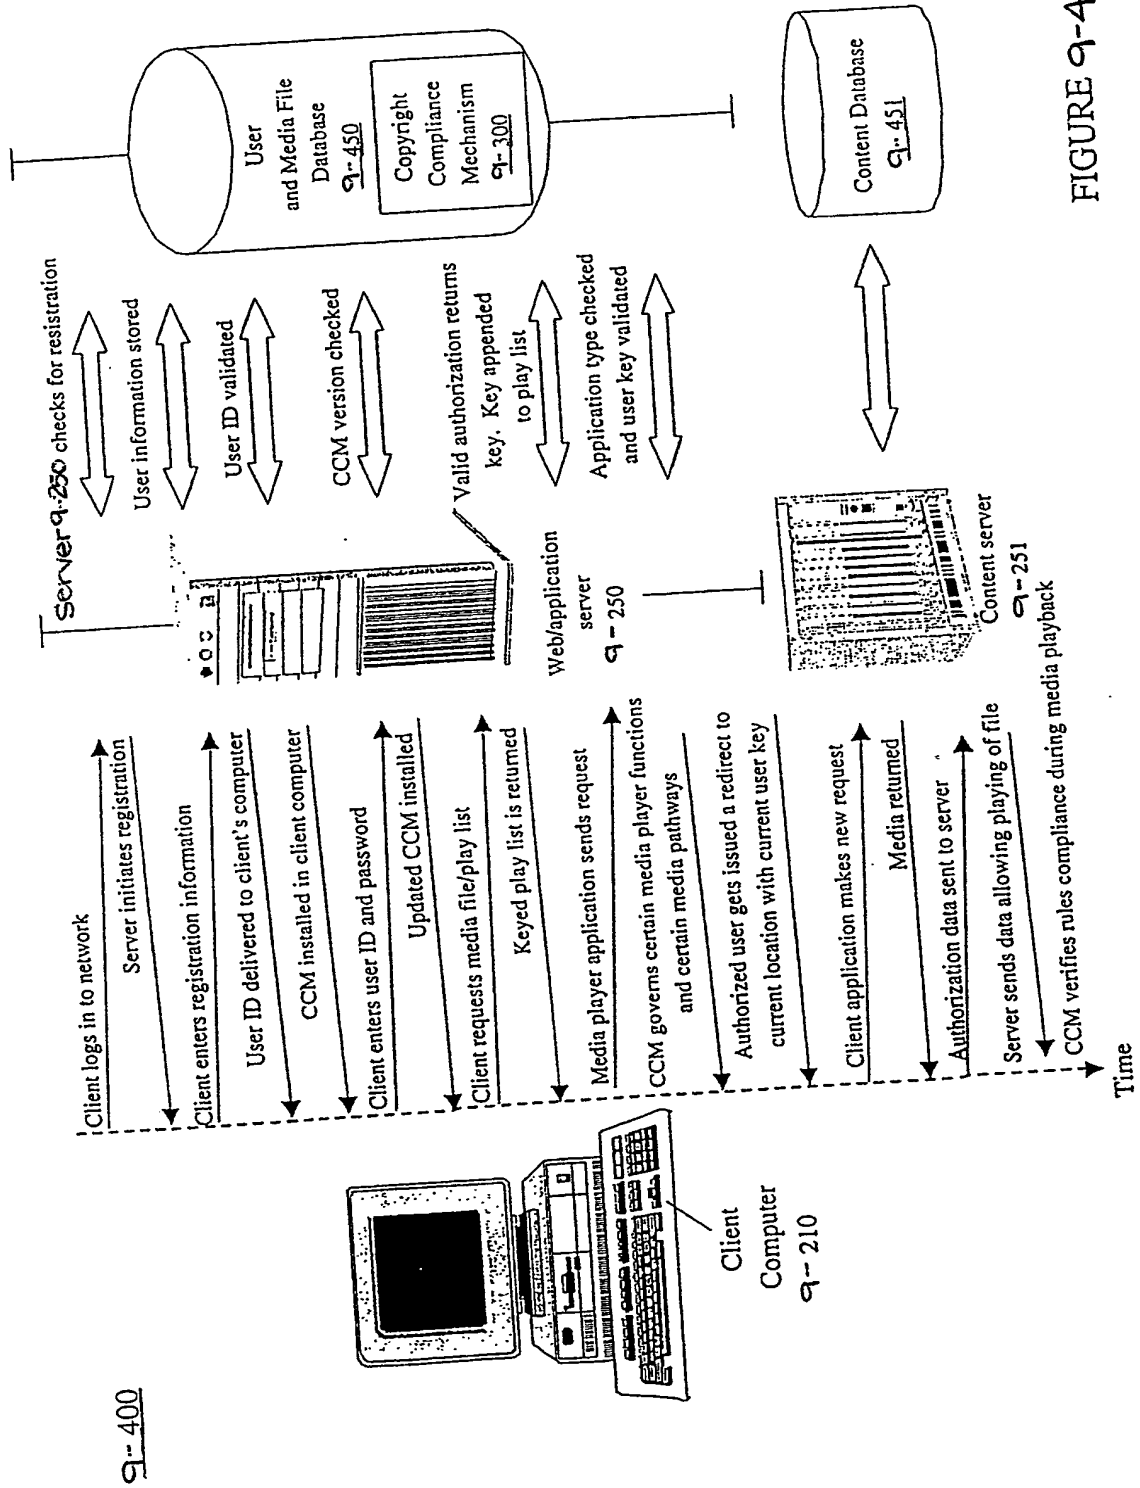 9-400
Client
Computer
9-210
Client logs in to network
Server initiates registration
Client enters registration information
User ID delivered to client's computer
CCM installed in client computer
Client enters user ID and password
Updated CCM installed
Client requests media file/play list
Keyed play list is returned
Media player application sends request
CCM governs certain media player functions
and certain media pathways
Authorized user gets issued a redirect to
current location with current user key
Client application makes new request
Media returned
Authorization data sent to server
Server sends data allowing playing of file
CCM verifies rules compliance during media playback
Time
Web/application
server
9-250
Content server
9-251
Server 9-250 checks for resistration
User information stored
User ID validated
CCM version checked
Valid authorization returns
key. Key appended
to play list
Application type checked
and user key validated
User
and Media File
Database
9-450
Copyright
Compliance
Mechanism
9-300
Content Database
9-451
FIGURE 9-4